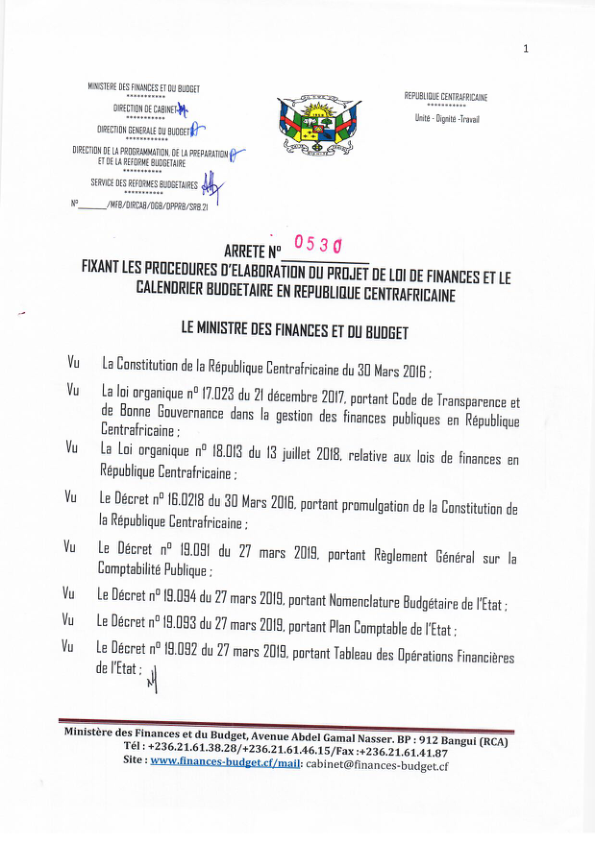 1
MINISTERE DES FINANCES ET DU BUDGET
***********
DIRECTION DE CABINET
***********
DIRECTION GENERALE DU BUDGET
***********
DIRECTION DE LA PROGRAMMATION, DE LA PREPARATION
ET DE LA REFORME BUDGETAIRE
***********
SERVICE DES REFORMES BUDGETAIRES
***********
N°_______/MFB/DIRCAB/DGB/DPPRB/SRB.21
REPUBLIQUE CENTRAFRICAINE
***********
Unité - Dignité -Travail
ARRETE N° 0530
FIXANT LES PROCEDURES D'ELABORATION DU PROJET DE LOI DE FINANCES ET LE
CALENDRIER BUDGETAIRE EN REPUBLIQUE CENTRAFRICAINE
LE MINISTRE DES FINANCES ET DU BUDGET
Vu La Constitution de la République Centrafricaine du 30 Mars 2016 ;
Vu La loi organique n° 17.023 du 21 décembre 2017, portant Code de Transparence et
de Bonne Gouvernance dans la gestion des finances publiques en République
Centrafricaine ;
Vu La Loi organique n° 18.013 du 13 juillet 2018, relative aux lois de finances en
République Centrafricaine ;
Vu Le Décret n° 16.0218 du 30 Mars 2016, portant promulgation de la Constitution de
la République Centrafricaine ;
Vu Le Décret n° 19.091 du 27 mars 2019, portant Règlement Général sur la
Comptabilité Publique ;
Vu Le Décret n° 19.094 du 27 mars 2019, portant Nomenclature Budgétaire de l'Etat ;
Vu Le Décret n° 19.093 du 27 mars 2019, portant Plan Comptable de l'Etat ;
Vu Le Décret n° 19.092 du 27 mars 2019, portant Tableau des Opérations Financières
de l'Etat ;
Ministère des Finances et du Budget, Avenue Abdel Gamal Nasser. BP : 912 Bangui (RCA)
Tél : +236.21.61.38.28/+236.21.61.46.15/Fax :+236.21.61.41.87
Site : www.finances-budget.cf/mail: cabinet@finances-budget.cf